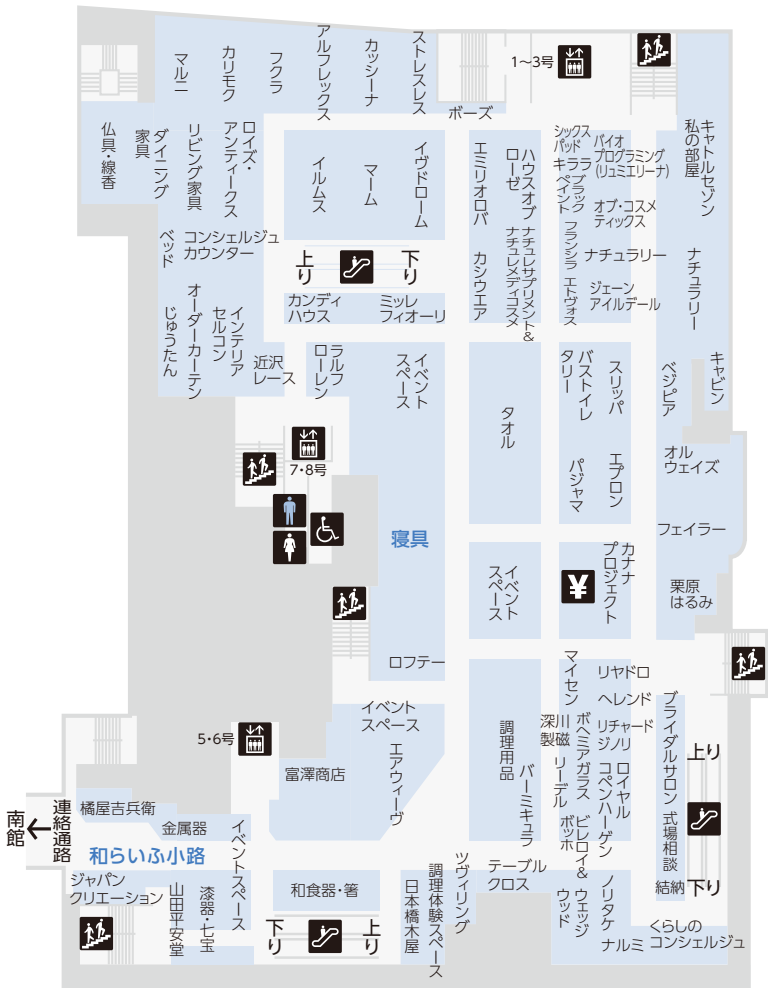 マルニ
カリモク
フクラ
アルフレックス
カッシーナ
ストレスレス
ボーズ
1〜3号
仏具・線香
ダイニング
家具
リビング家具
ロイズ・
アンティークス
イルムス
マーム
イヴドローム
エミリオロバ
ハウスオブ
ローゼ
シックス
パッド
バイオ
プログラミング
(リュミエリーナ)
キララ
ブラック
ペイント
オブ・コスメ
ティックス
キャトルセゾン
私の部屋
ベッド
コンシェルジュ
カウンター
上り
下り
カシウエア
ナチュレサプリメント&
ナチュレメディコスメ
フランシラ
ナチュラリー
エトヴォス
ジェーン
アイルデール
ナチュラリー
カンディ
ハウス
ミッレ
フィオーリ
じゅうたん
オーダーカーテン
インテリア
セルコン
近沢
レース
ラルフ
ローレン
イベント
スペース
タオル
バストイレ
タリー
スリッパ
ベジピア
キャビン
7・8号
パジャマ
エプロン
オル
ウェイズ
寝具
フェイラー
イベント
スペース
¥
カナナ
プロジェクト
栗原
はるみ
ロフテー
マイセン
リヤドロ
ヘレンド
イベント
スペース
5・6号
エアウィーヴ
富澤商店
調理用品
バーミキュラ
深川
製磁
ボヘミアガラス
リチャード
ジノリ
リーデル
ロイヤル
コペンハーゲン
ビレロイ&
ボッホ
ブライダルサロン
式場相談
結納
上り
下り
南館
連絡通路
橘屋吉兵衛
金属器
和らいふ小路
イベントスペース
ジャパン
クリエーション
山田平安堂
漆器・七宝
和食器・箸
下り
上り
日本橋木屋
調理体験スペース
ツヴィリング
テーブル
クロス
ウェッジ
ウッド
ノリタケ
ナルミ
くらしの
コンシェルジュ